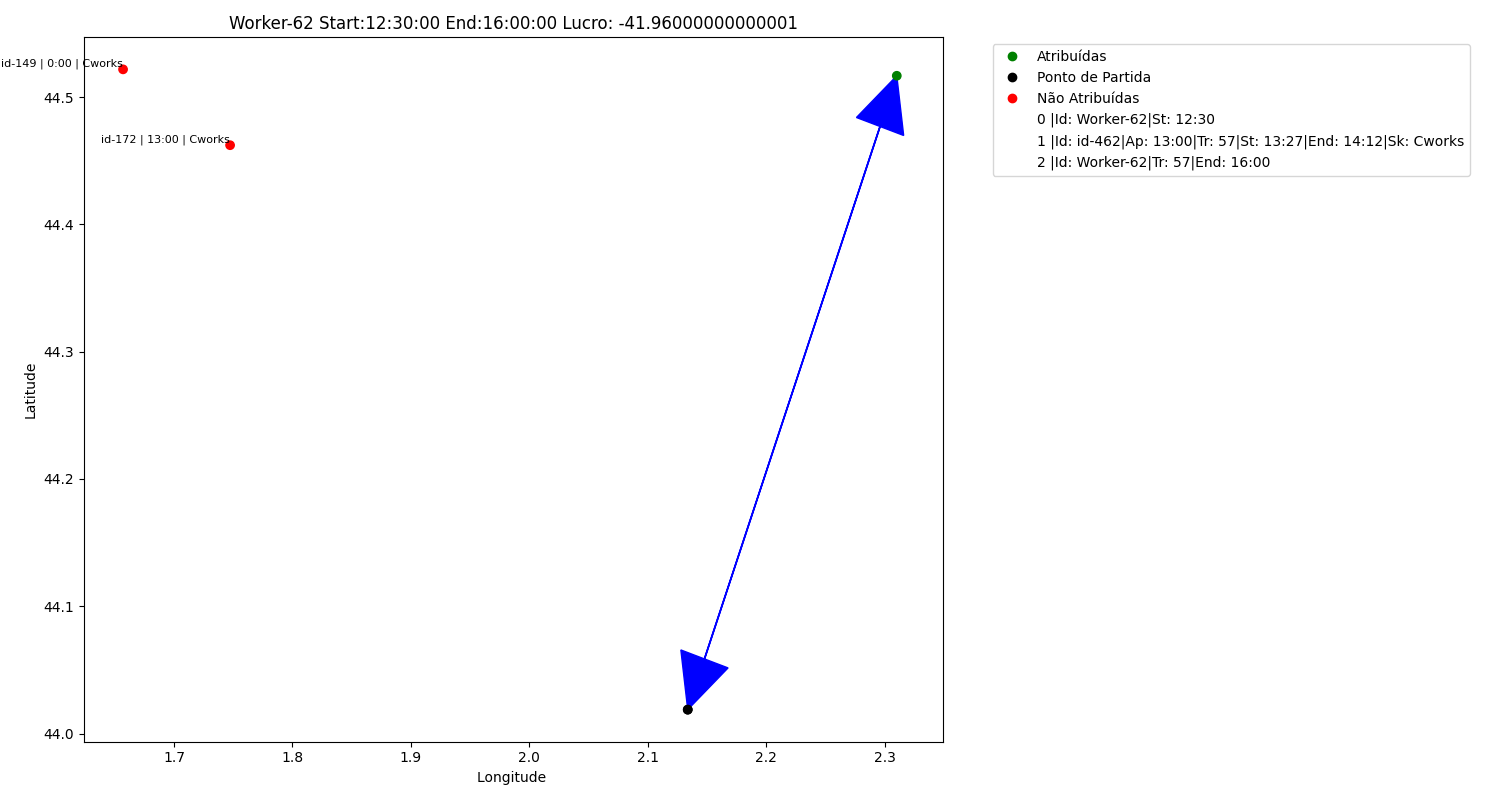 Worker-62 Start:12:30:00 End:16:00:00 Lucro: -41.96000000000001
id-149 | 0:00 | Cworks
id-172 | 13:00 | Cworks
44.5
44.4
44.3
44.2
44.1
44.0
Latitude
1.7
1.8
1.9
2.0
2.1
2.2
2.3
Longitude
Atribuídas
Ponto de Partida
Não Atribuídas
0 |Id: Worker-62|St: 12:30
1 |Id: id-462|Ap: 13:00|Tr: 57|St: 13:27|End: 14:12|Sk: Cworks
2 |Id: Worker-62|Tr: 57|End: 16:00